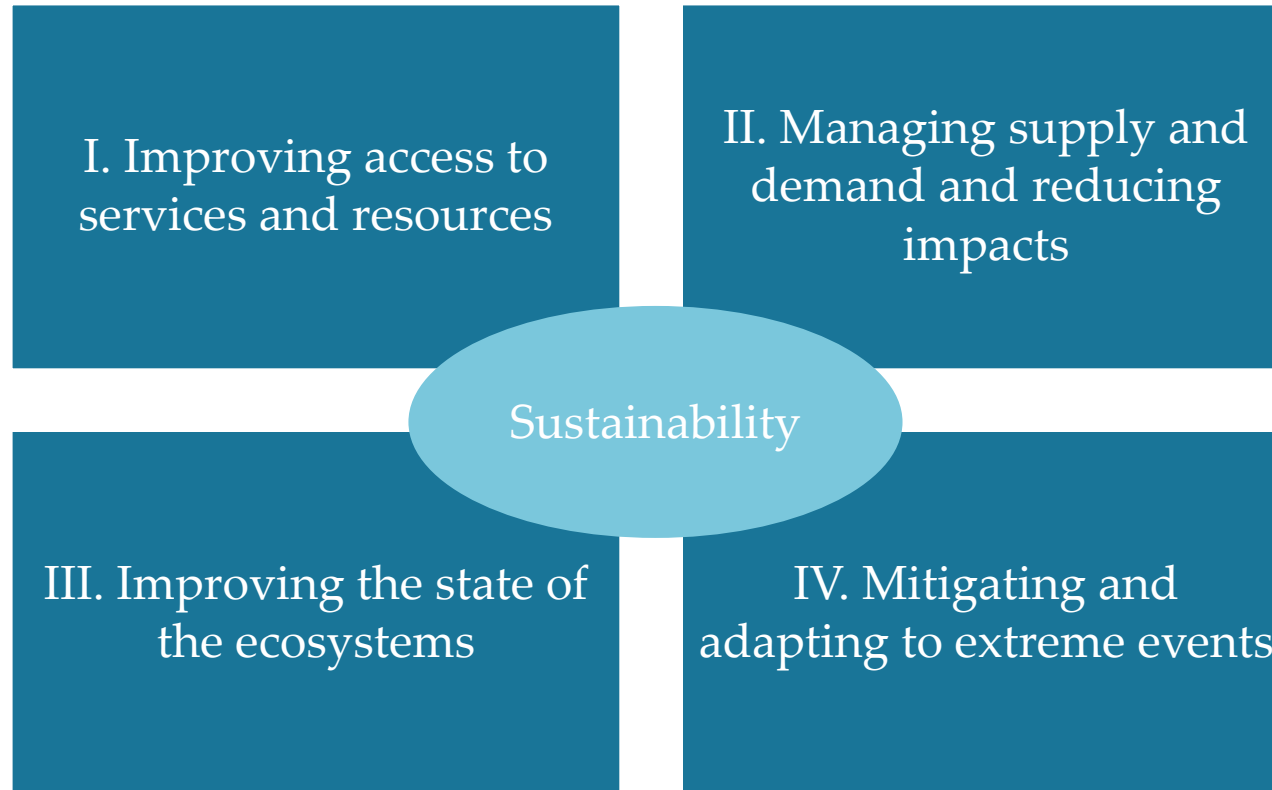 I. Improving access to
services and resources
II. Managing supply and
demand and reducing
impacts
Sustainability
III. Improving the state of
the ecosystems
IV. Mitigating and
adapting to extreme events